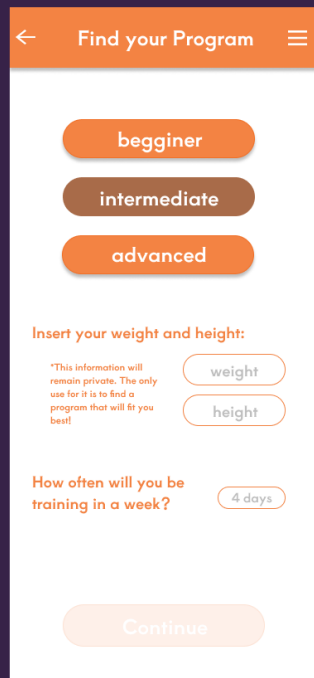 Find your Program
begginer
intermediate
advanced
Insert your weight and height:
*This information will
remain private. The only
use for it is to find a
program that will fit you
best!
weight
height
How often will you be
training in a week?
4 days
Continue